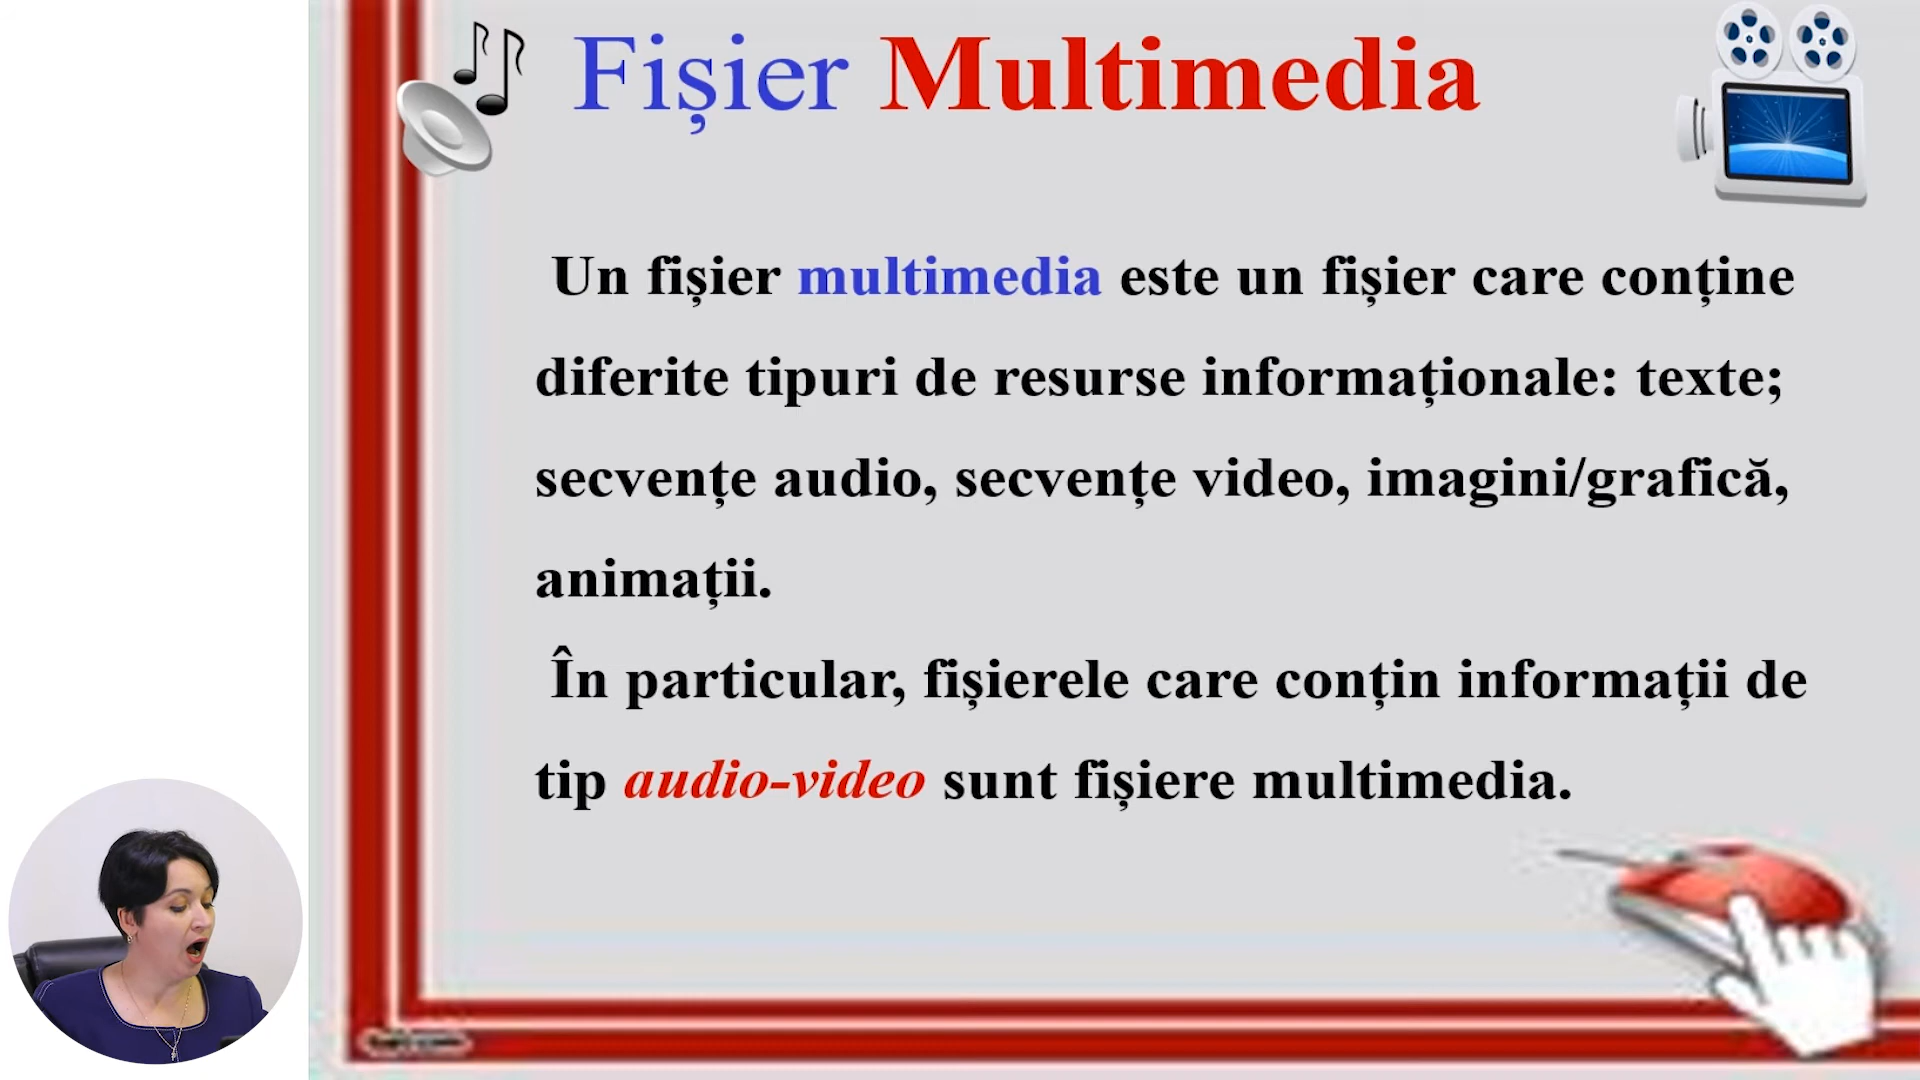 Fișier Multimedia
Un fișier multimedia este un fișier care conține
diferite tipuri de resurse informaționale: texte;
secvențe audio, secvențe video, imagini/grafică,
animații.
În particular, fișierele care conțin informații de
tip audio-video sunt fișiere multimedia.